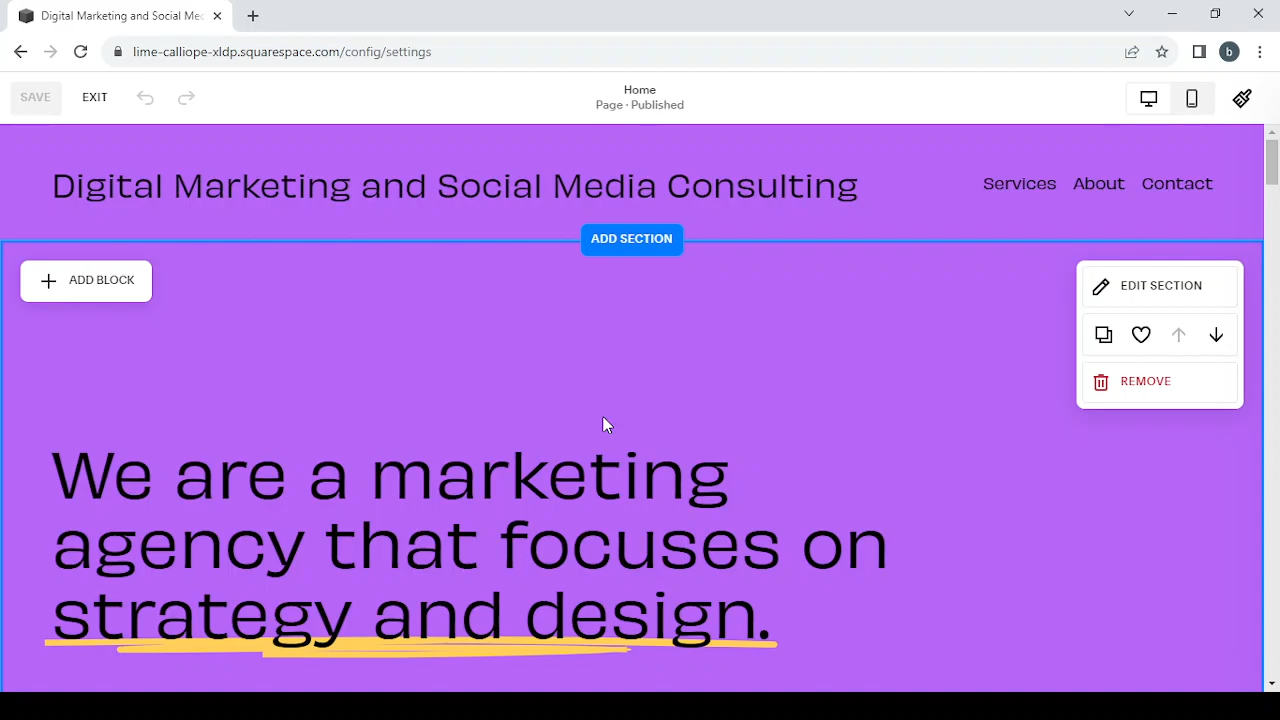 Digital Marketing and Social Mec
lime-calliope-xldp.squarespace.com/config/settings
b
SAVE
EXIT
Home
Page · Published
Digital Marketing and Social Media Consulting
Services
About
Contact
ADD SECTION
ADD BLOCK
EDIT SECTION
REMOVE
We are a marketing
agency that focuses on
strategy and design.